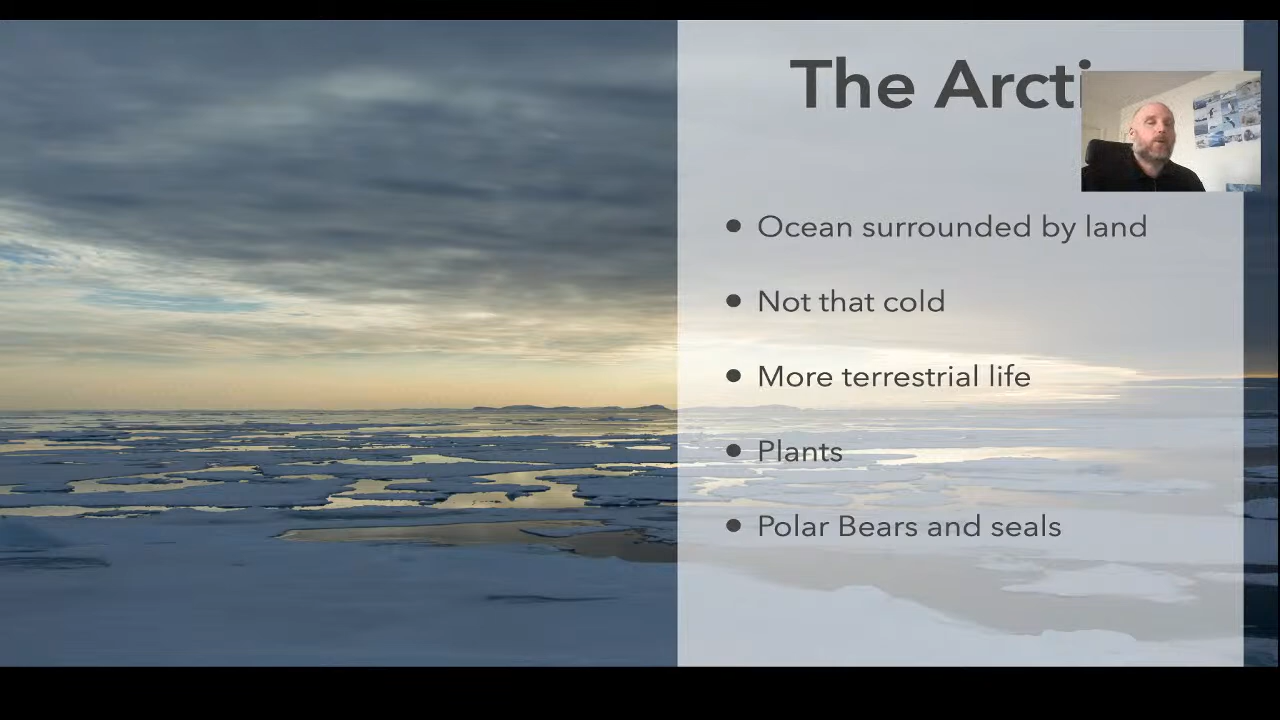 The Arcti
Ocean surrounded by land
Not that cold
More terrestrial life
Plants
Polar Bears and seals